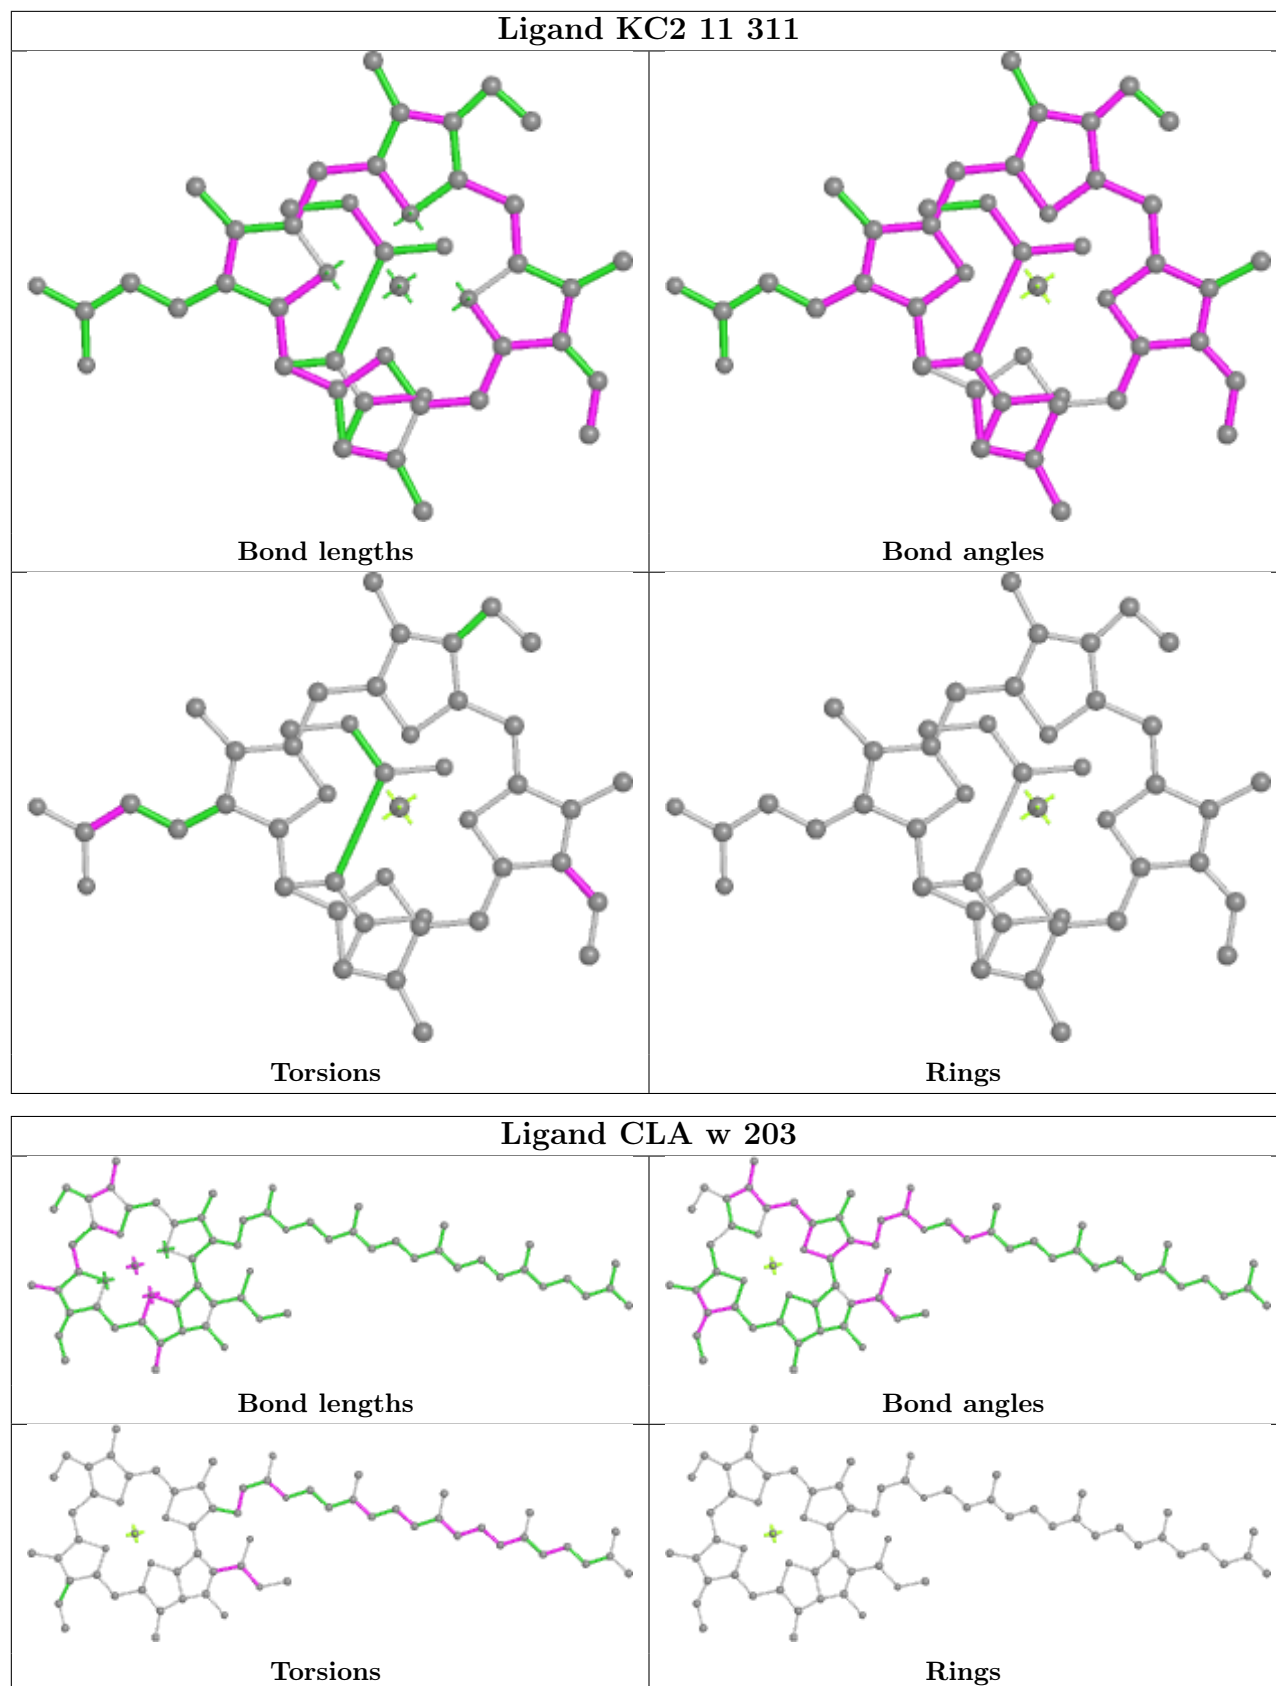 Ligand KC2 11 311
Bond lengths
Bond angles
Torsions
Rings
Ligand CLA w 203
Bond lengths
Bond angles
Torsions
Rings